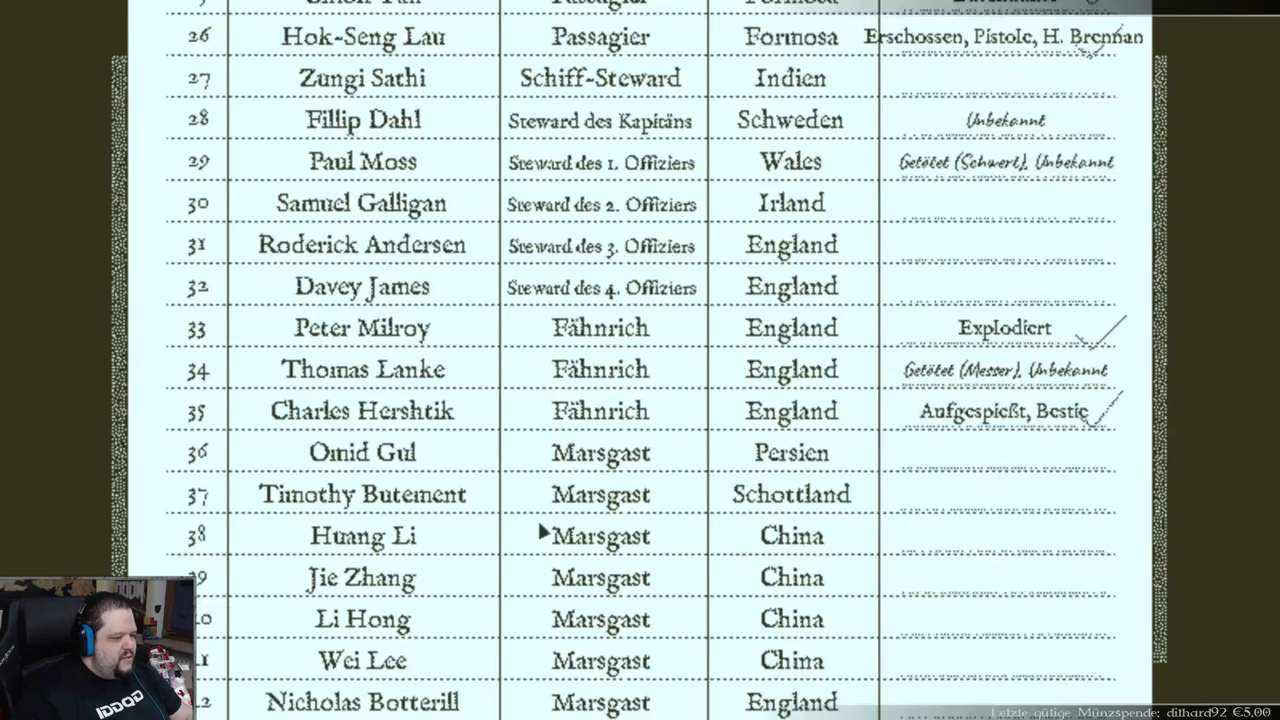 26 Hok-Seng Lau Passagier Formosa Erschossen, Pistole, H. Brennan
27 Zungi Sathi Schiff-Steward Indien
28 Fillip Dahl Steward des Kapitäns Schweden Unbekannt
29 Paul Moss Steward des 1. Offiziers Wales Getötet (Schwert), Unbekannt
30 Samuel Galligan Steward des 2. Offiziers Irland
31 Roderick Andersen Steward des 3. Offiziers England
32 Davey James Steward des 4. Offiziers England
33 Peter Milroy Fähnrich England Explodiert
34 Thomas Lanke Fähnrich England Getötet (Messer), Unbekannt
35 Charles Hershtik Fähnrich England Aufgespießt, Bestie
36 Omid Gul Marsgast Persien
37 Timothy Butement Marsgast Schottland
38 Huang Li Marsgast China
Jie Zhang Marsgast China
Li Hong Marsgast China
Wei Lee Marsgast China
Nicholas Botterill Marsgast England
IDDQD
Letzte gütige Münzspende: dithard92 €5,00